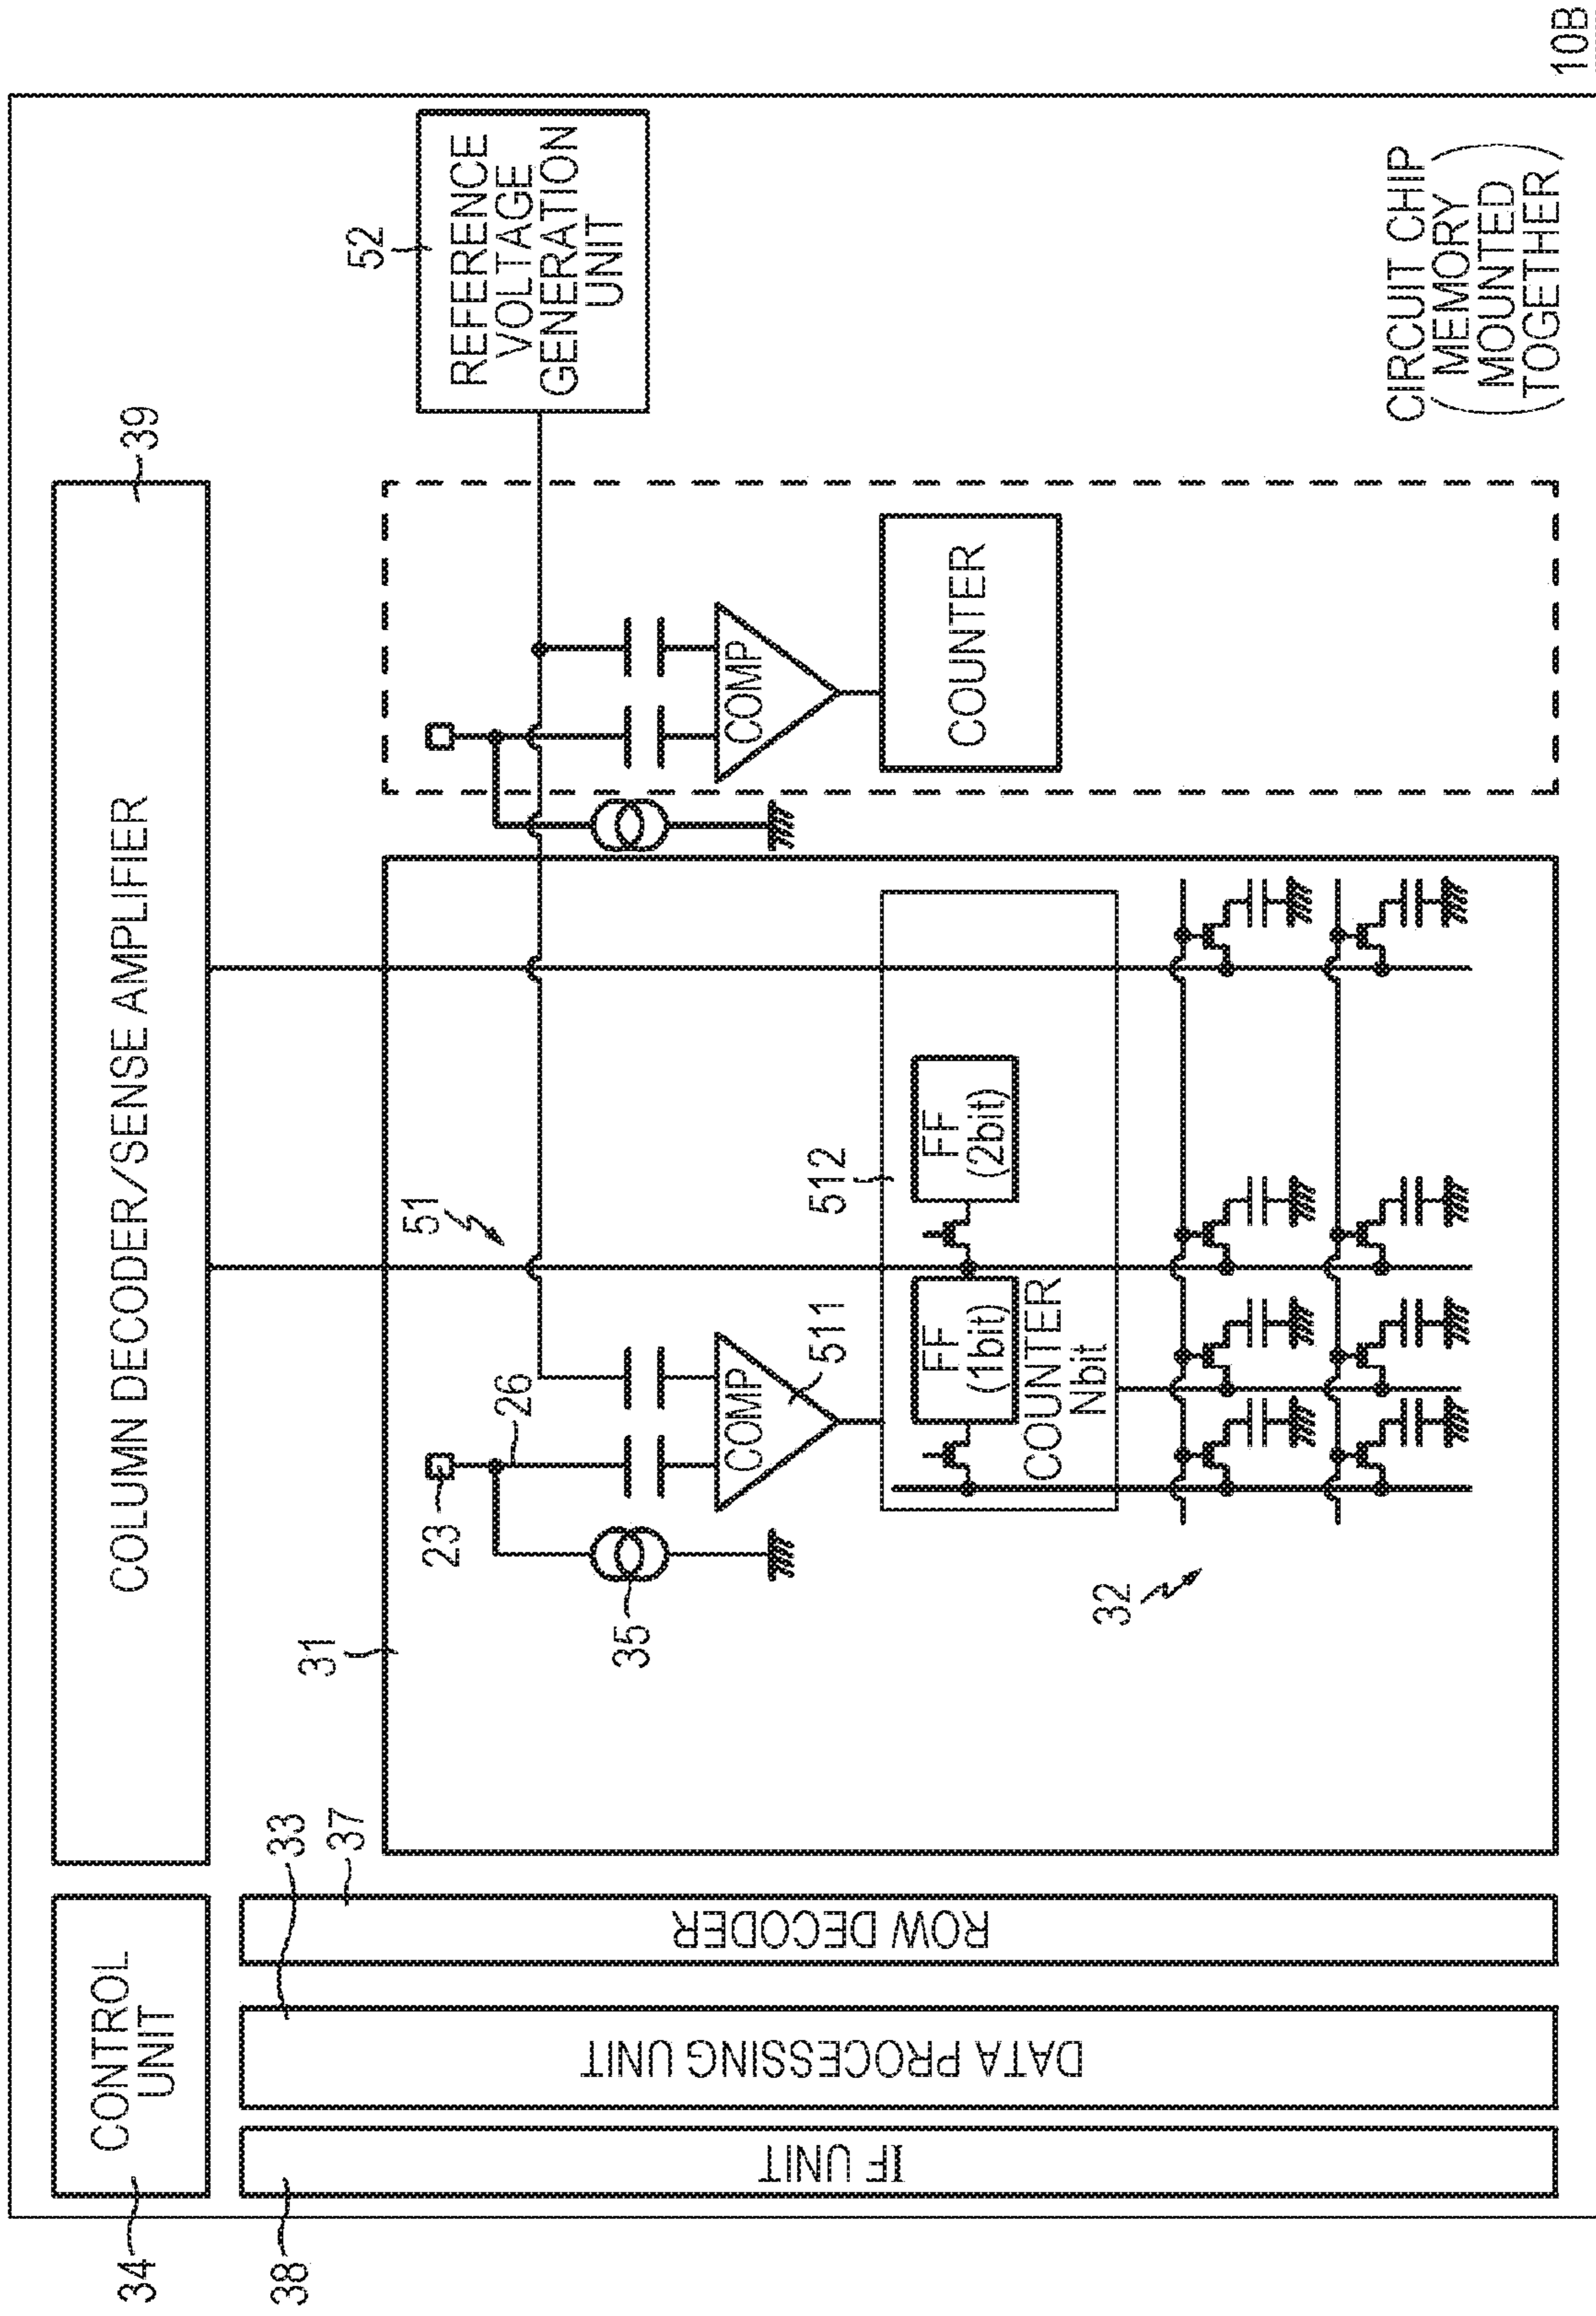 10B
34
CONTROL
UNIT
COLUMN DECODER/SENSE AMPLIFIER
39
38
IF UNIT
33
DATA PROCESSING UNIT
37
ROW DECODER
31
23
26
51
35
COMP
511
512
FF
(1bit)
FF
(2bit)
COUNTER
Nbit
32
COMP
COUNTER
52
REFERENCE
VOLTAGE
GENERATION
UNIT
CIRCUIT CHIP
(MEMORY
MOUNTED
TOGETHER)